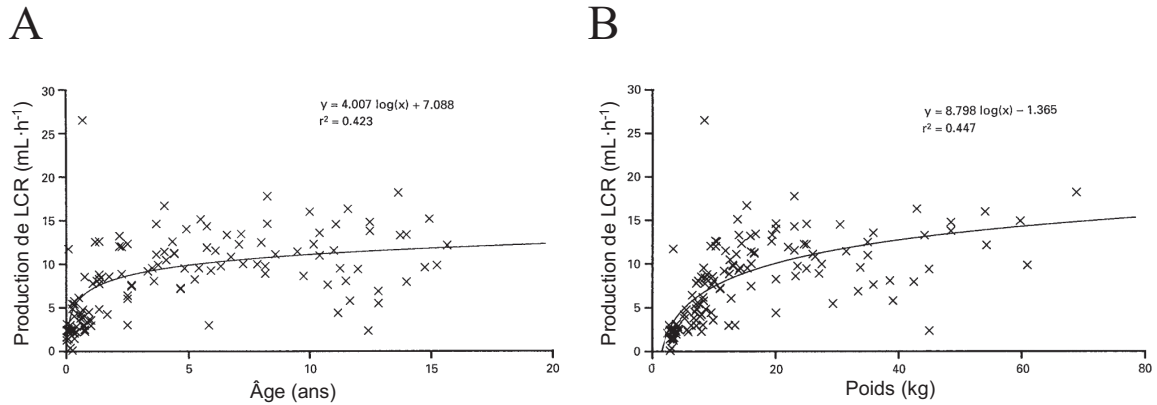 A
Production de LCR (mL·h⁻¹)
30
25
20
15
10
5
0
y = 4.007 log(x) + 7.088
r² = 0.423
0 5 10 15 20
Âge (ans)
B
Production de LCR (mL·h⁻¹)
30
25
20
15
10
5
0
y = 8.798 log(x) – 1.365
r² = 0.447
0 20 40 60 80
Poids (kg)